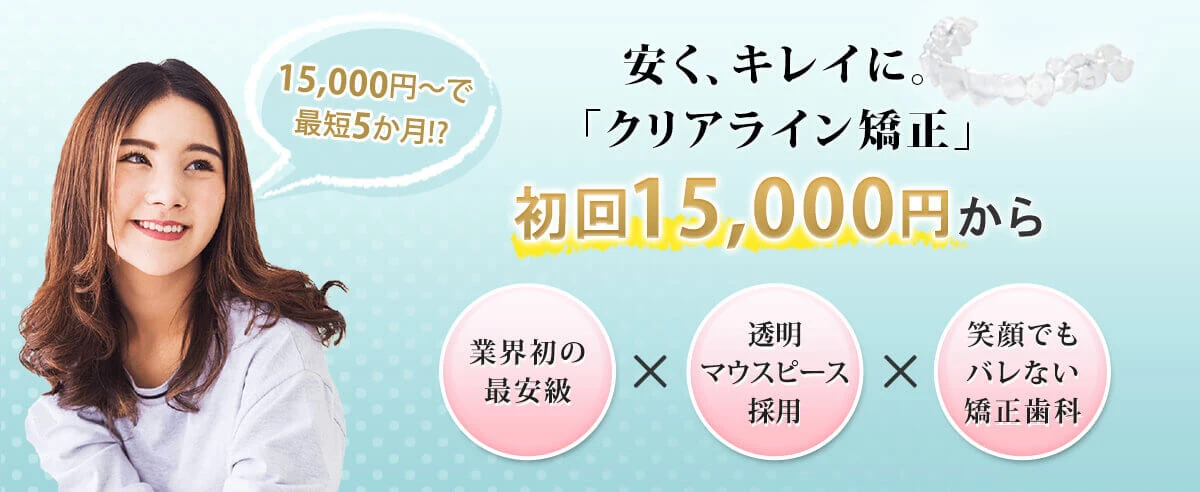 15,000円〜で
最短5か月!?
安く、キレイに。
「クリアライン矯正」
初回15,000円から
業界初の
最安級
×
透明
マウスピース
採用
×
笑顔でも
バレない
矯正歯科